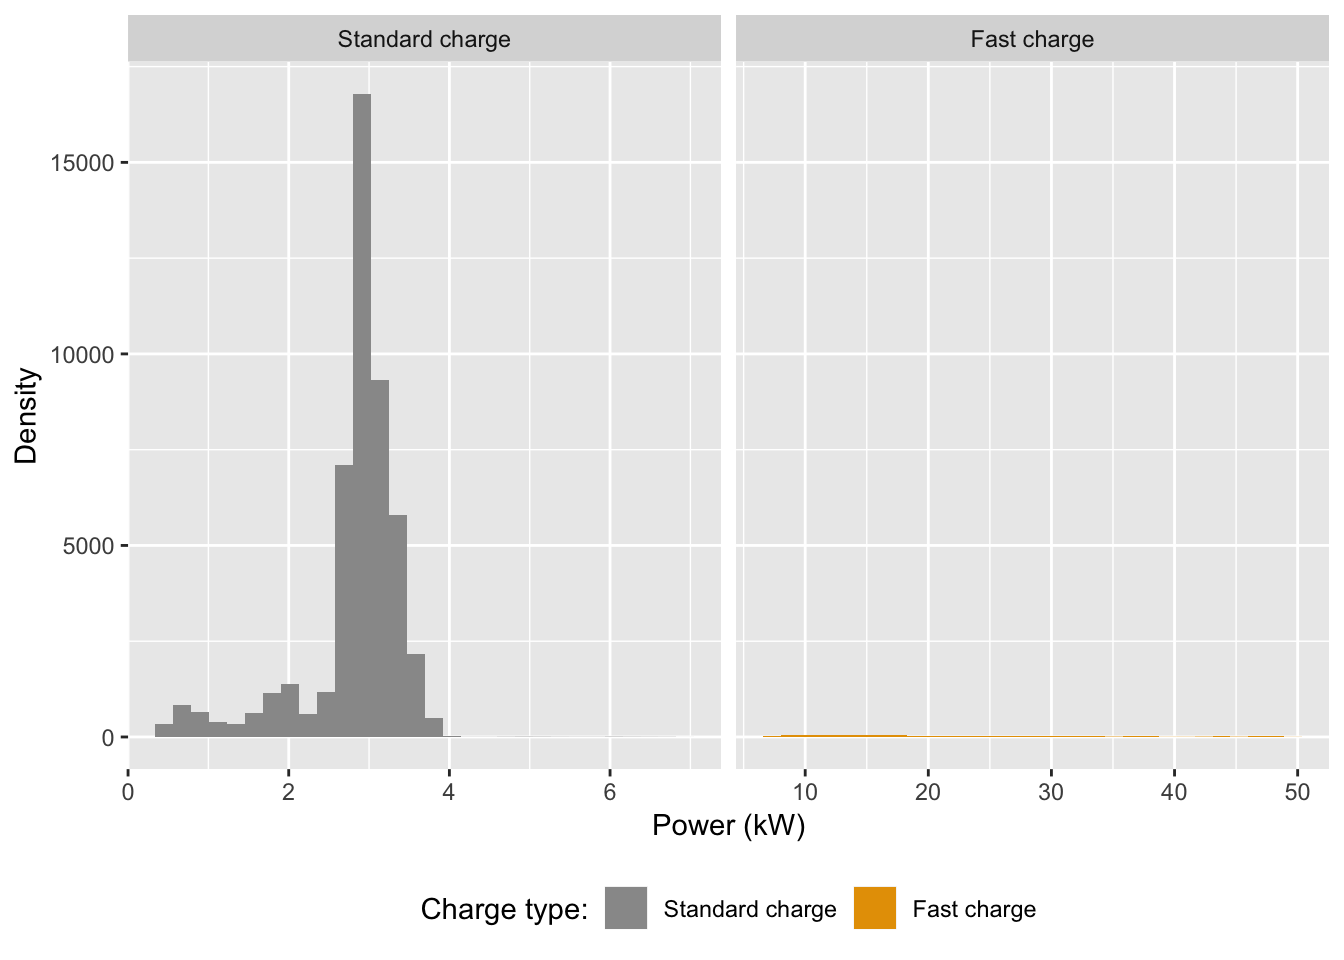 Standard charge
Fast charge
Density
15000
10000
5000
0
0 2 4 6
10 20 30 40 50
Power (kW)
Charge type: Standard charge Fast charge